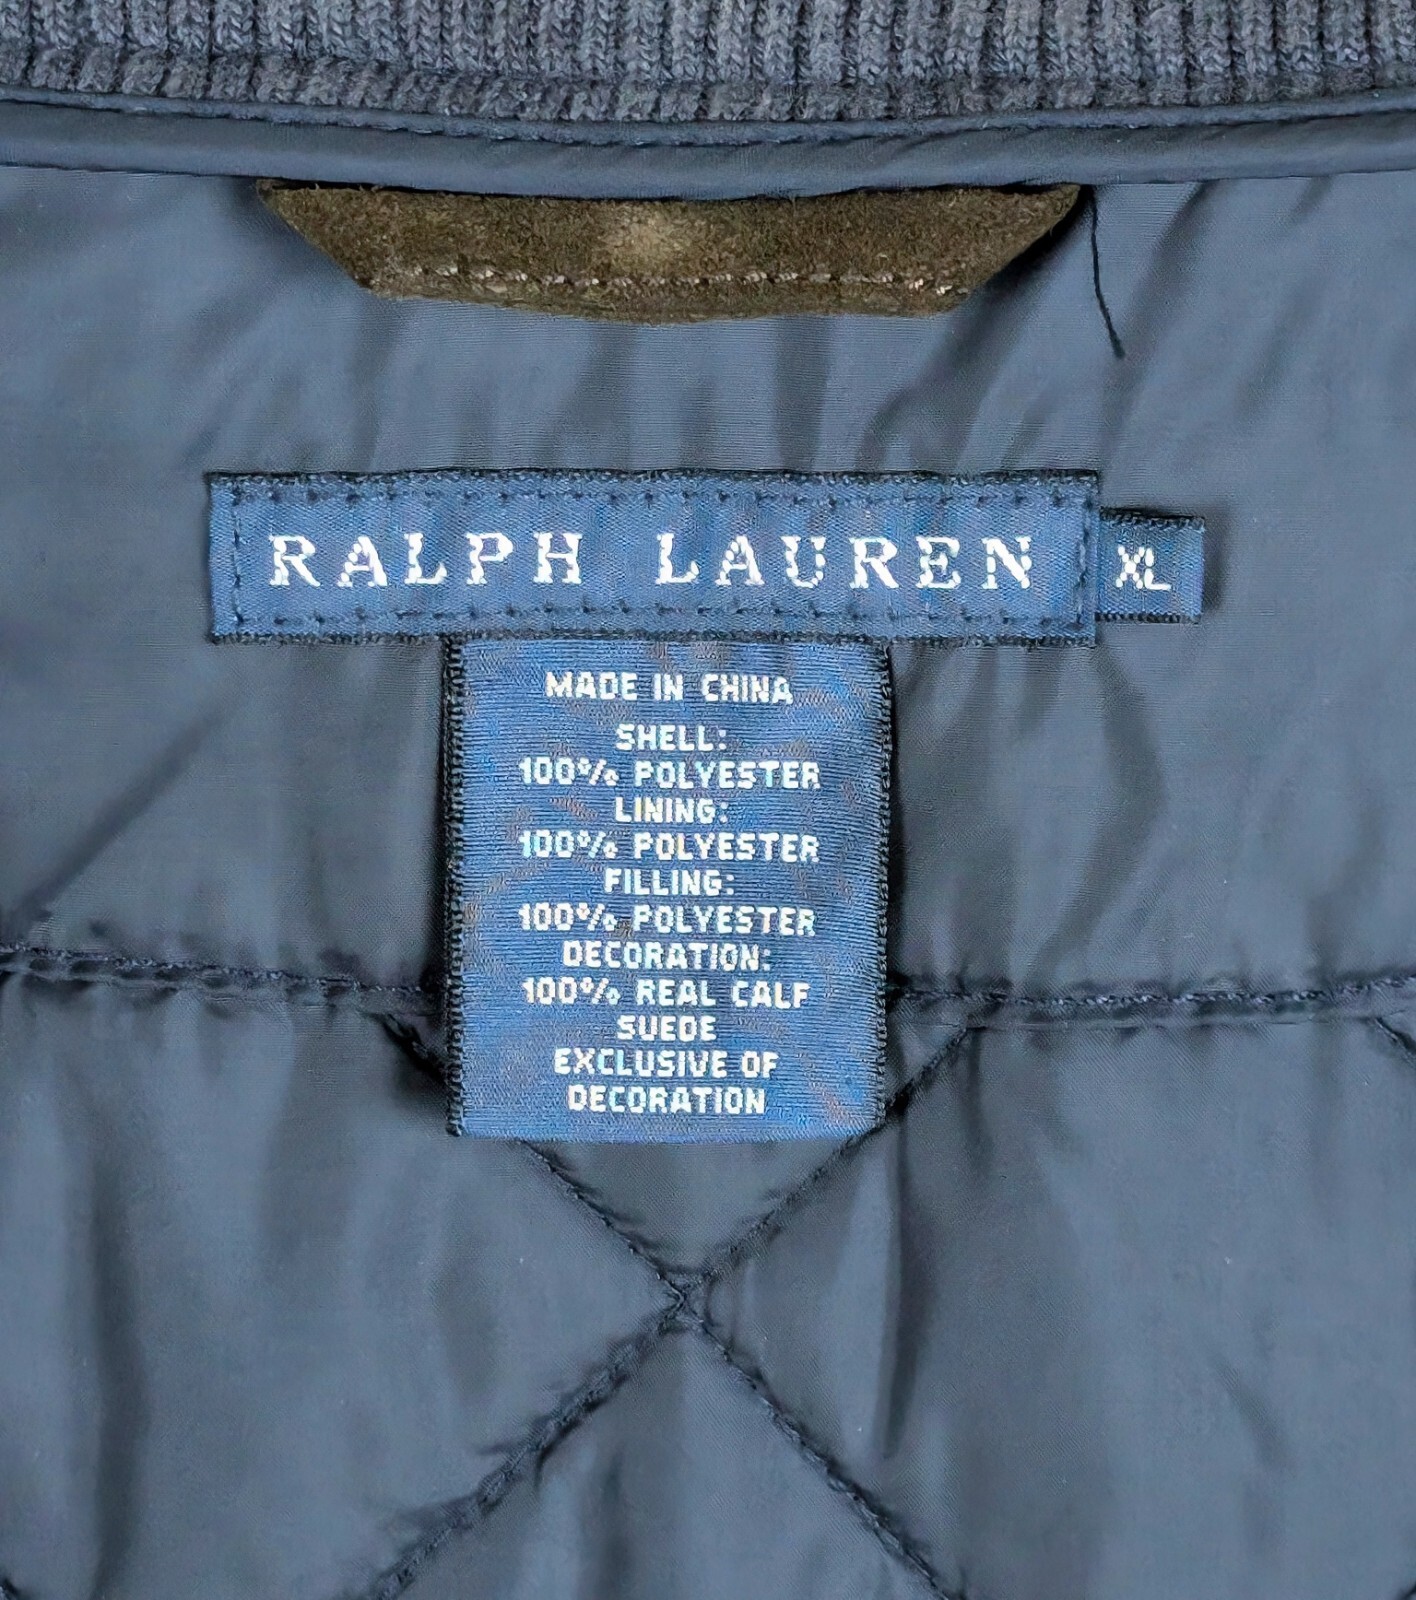 RALPH LAUREN
XL
MADE IN CHINA
SHELL:
100% POLYESTER
LINING:
100% POLYESTER
FILLING:
100% POLYESTER
DECORATION:
100% REAL CALF
SUEDE
EXCLUSIVE OF
DECORATION